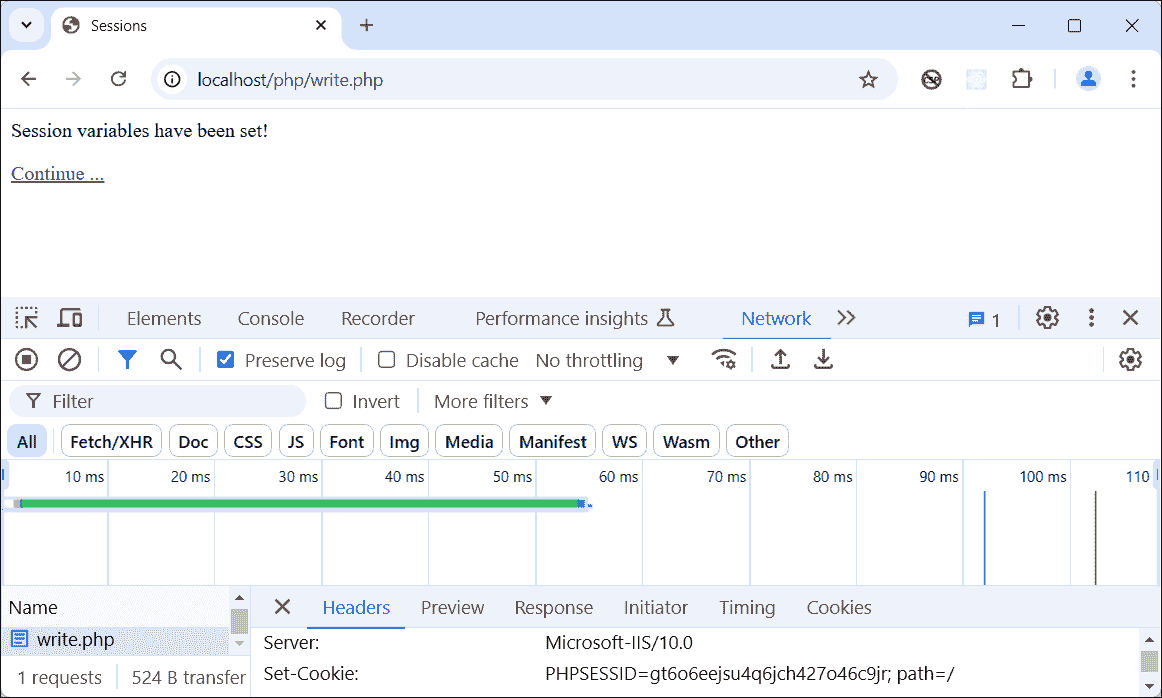 Sessions
localhost/php/write.php
Session variables have been set!
Continue ...
Elements Console Recorder Performance insights Network 1
Preserve log Disable cache No throttling
Filter Invert More filters
All Fetch/XHR Doc CSS JS Font Img Media Manifest WS Wasm Other
10 ms 20 ms 30 ms 40 ms 50 ms 60 ms 70 ms 80 ms 90 ms 100 ms 110
Name Headers Preview Response Initiator Timing Cookies
write.php Server: Microsoft-IIS/10.0
1 requests 524 B transfer Set-Cookie: PHPSESSID=gt6o6eejsu4q6jch427o46c9jr; path=/